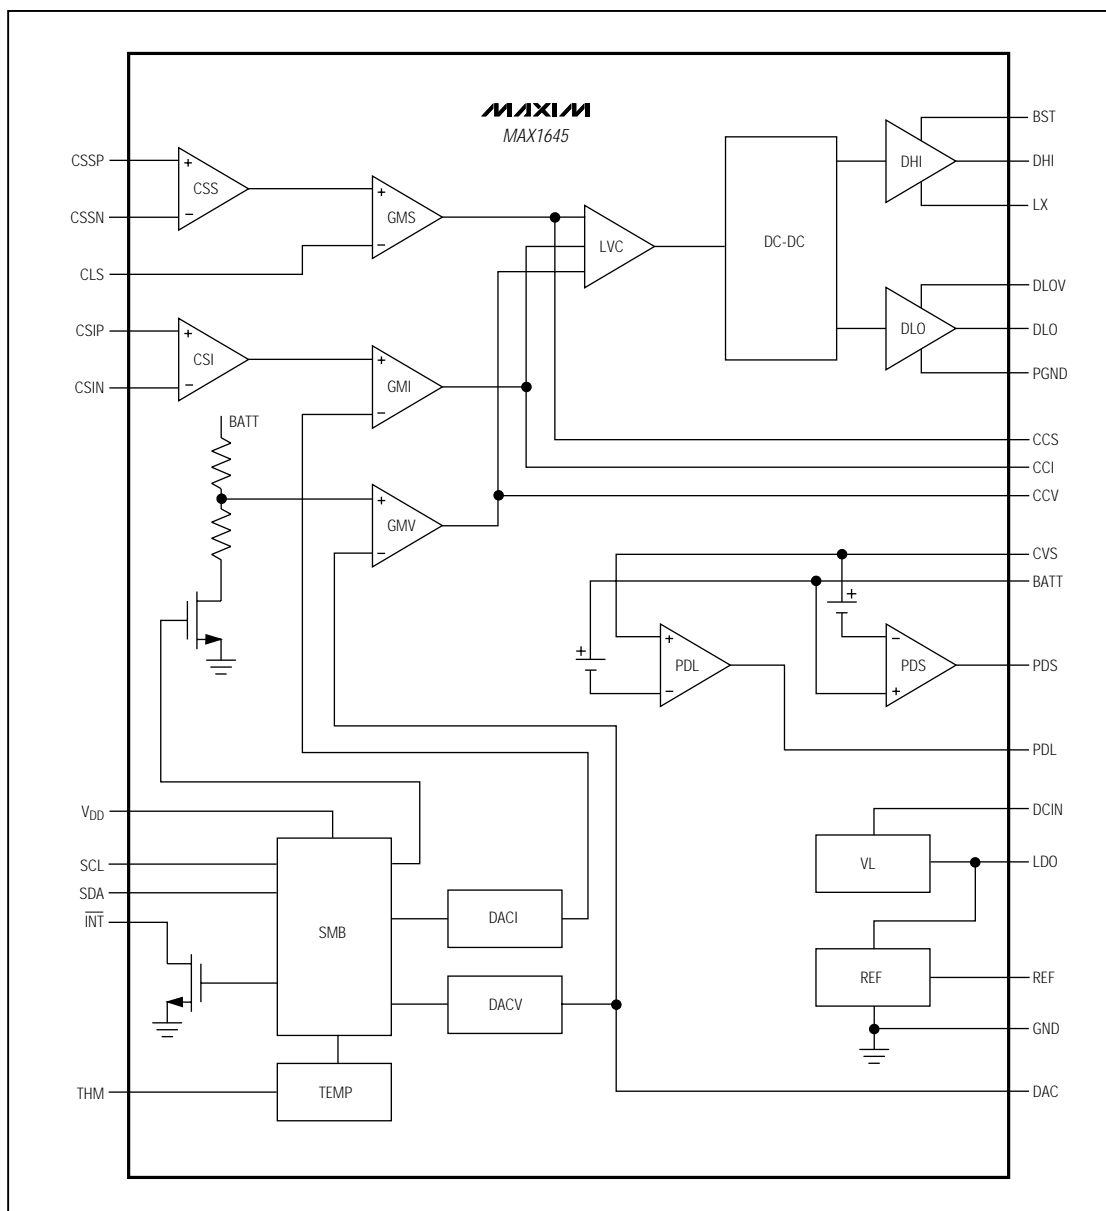 MAXIM
MAX1645
CSSP
CSSN
CLS
CSIP
CSIN
+
CSS
−
+
GMS
−
LVC
DC-DC
DHI
BST
DHI
LX
DLO
DLOV
DLO
PGND
+
CSI
−
+
GMI
−
BATT
+
GMV
−
CCS
CCI
CCV
CVS
BATT
+
+
+
PDL
−
−
PDS
+
PDS
PDL
VDD
SCL
SDA
INT
THM
SMB
DACI
DACV
TEMP
VL
REF
DCIN
LDO
REF
GND
DAC